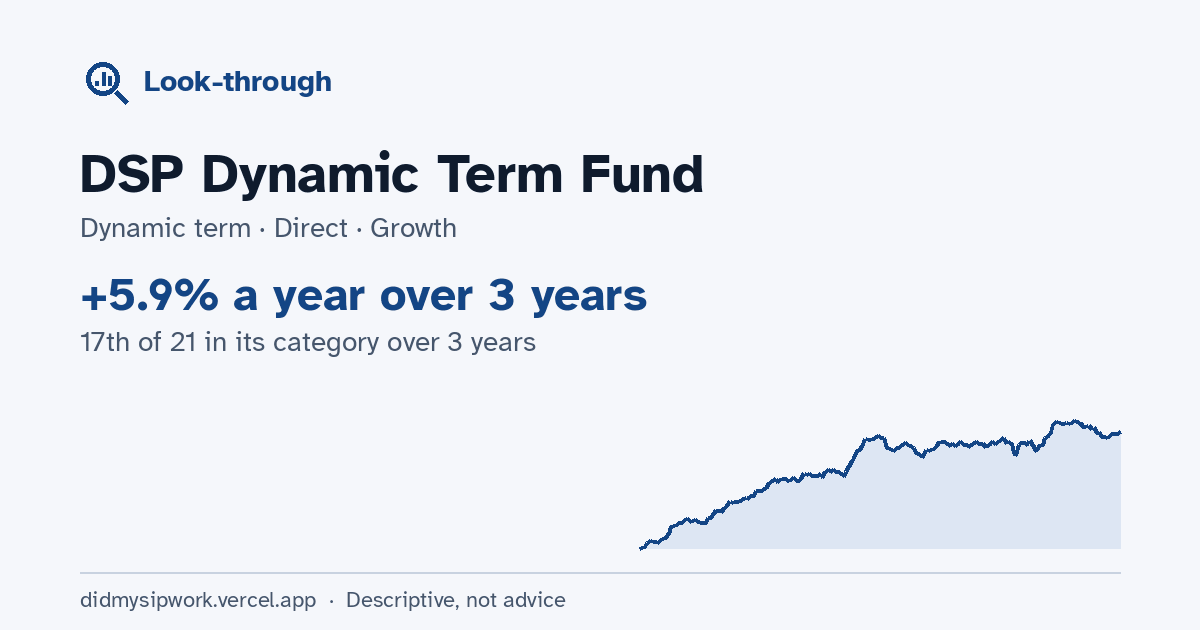 Look-through
DSP Dynamic Term Fund
Dynamic term · Direct · Growth
+5.9% a year over 3 years
17th of 21 in its category over 3 years
didmysipwork.vercel.app · Descriptive, not advice